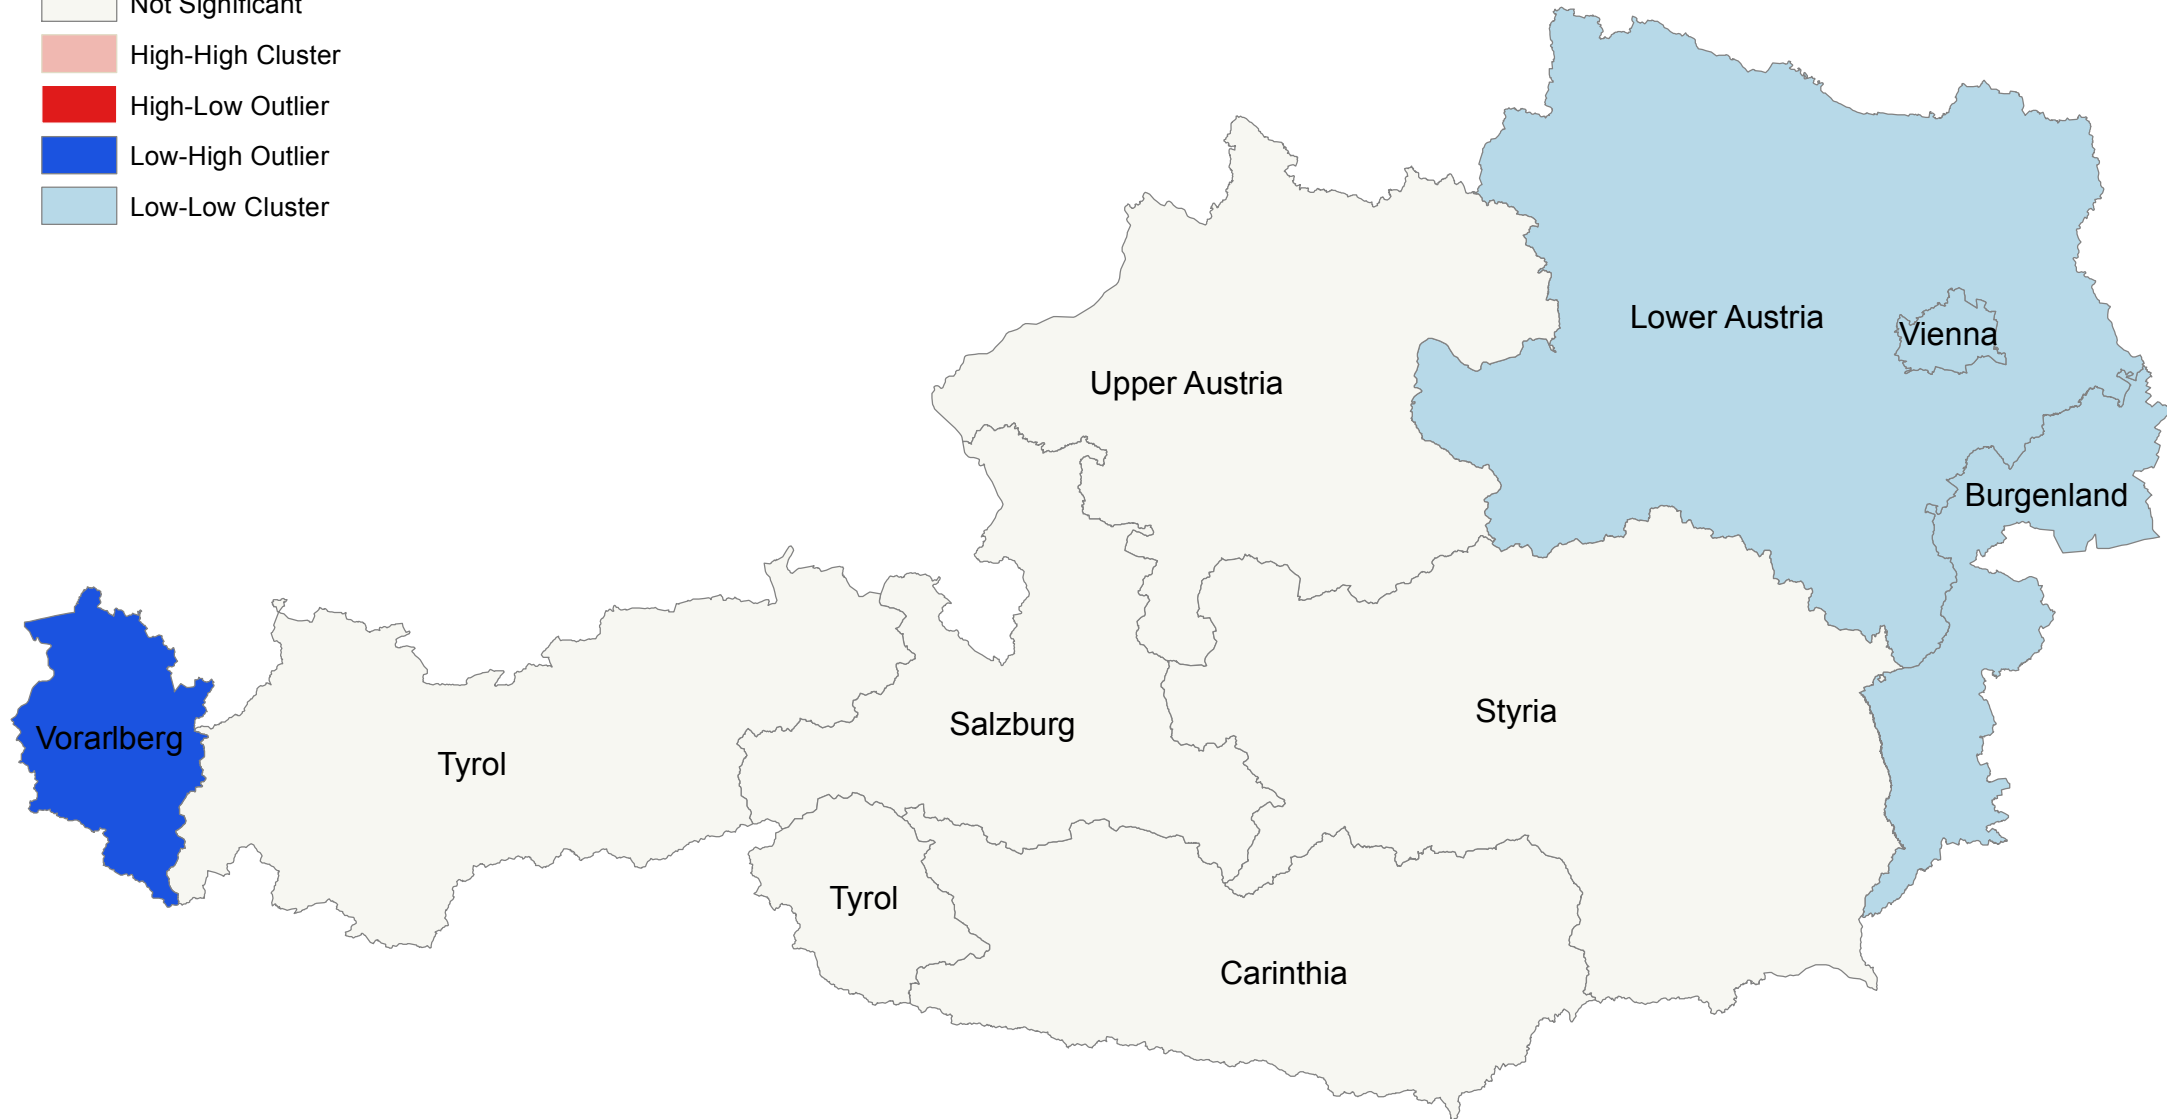 Not Significant
High-High Cluster
High-Low Outlier
Low-High Outlier
Low-Low Cluster
Lower Austria
Vienna
Upper Austria
Burgenland
Vorarlberg
Tyrol
Salzburg
Styria
Tyrol
Carinthia